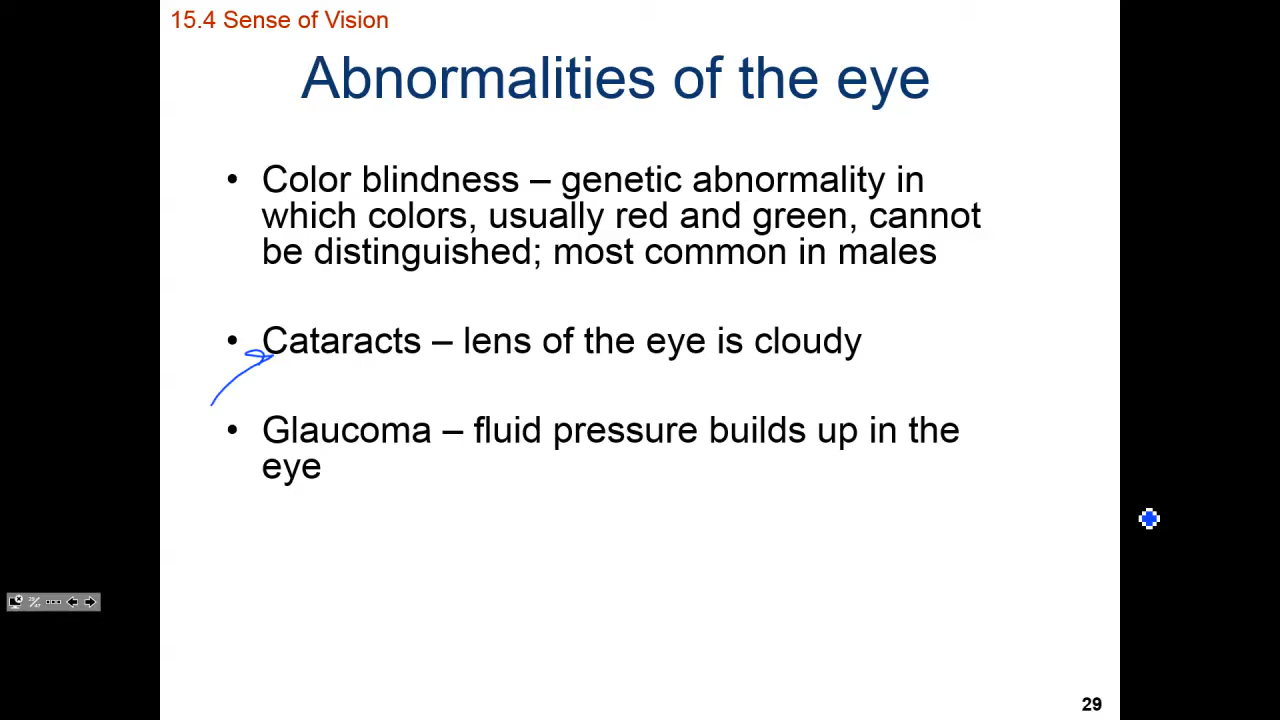 15.4 Sense of Vision
Abnormalities of the eye
• Color blindness – genetic abnormality in
which colors, usually red and green, cannot
be distinguished; most common in males
• Cataracts – lens of the eye is cloudy
• Glaucoma – fluid pressure builds up in the
eye
29